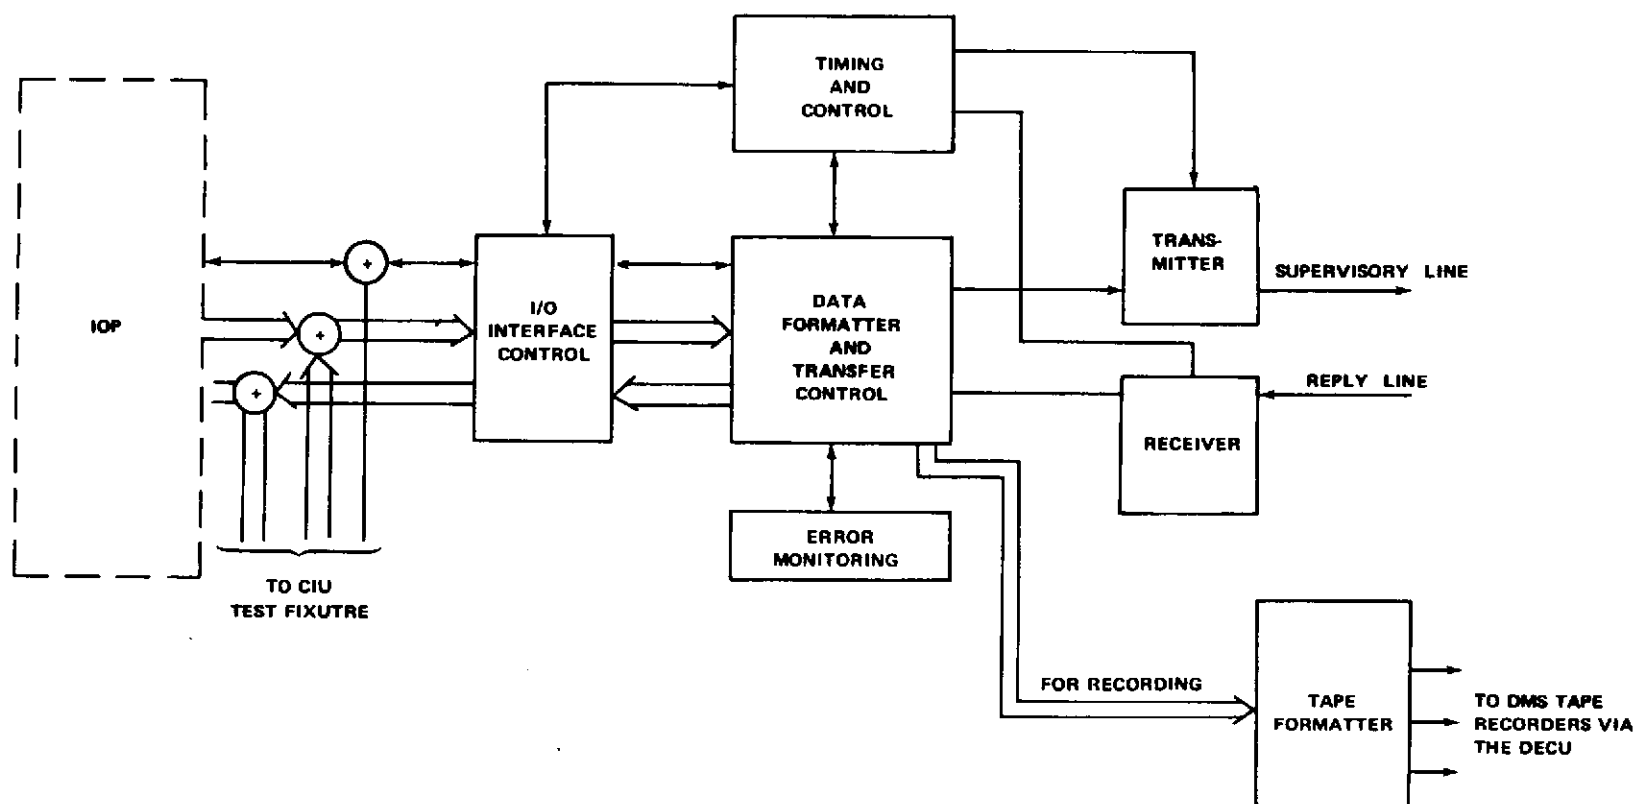 TIMING
AND
CONTROL
IOP
+
+
+
I/O
INTERFACE
CONTROL
DATA
FORMATTER
AND
TRANSFER
CONTROL
TRANS-
MITTER
SUPERVISORY LINE
REPLY LINE
RECEIVER
ERROR
MONITORING
TO CIU
TEST FIXUTRE
FOR RECORDING
TAPE
FORMATTER
TO DMS TAPE
RECORDERS VIA
THE DECU